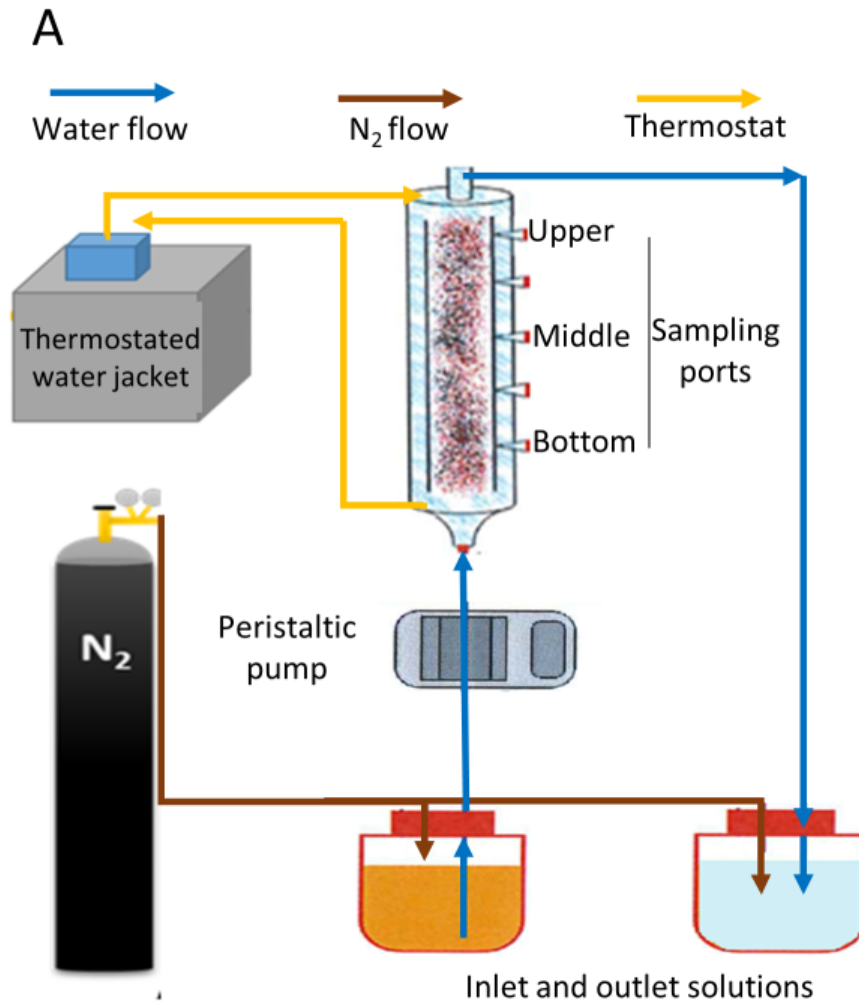 A
Water flow
N₂ flow
Thermostat
Upper
Thermostated
water jacket
Middle
Sampling
ports
Bottom
Peristaltic
pump
N₂
Inlet and outlet solutions